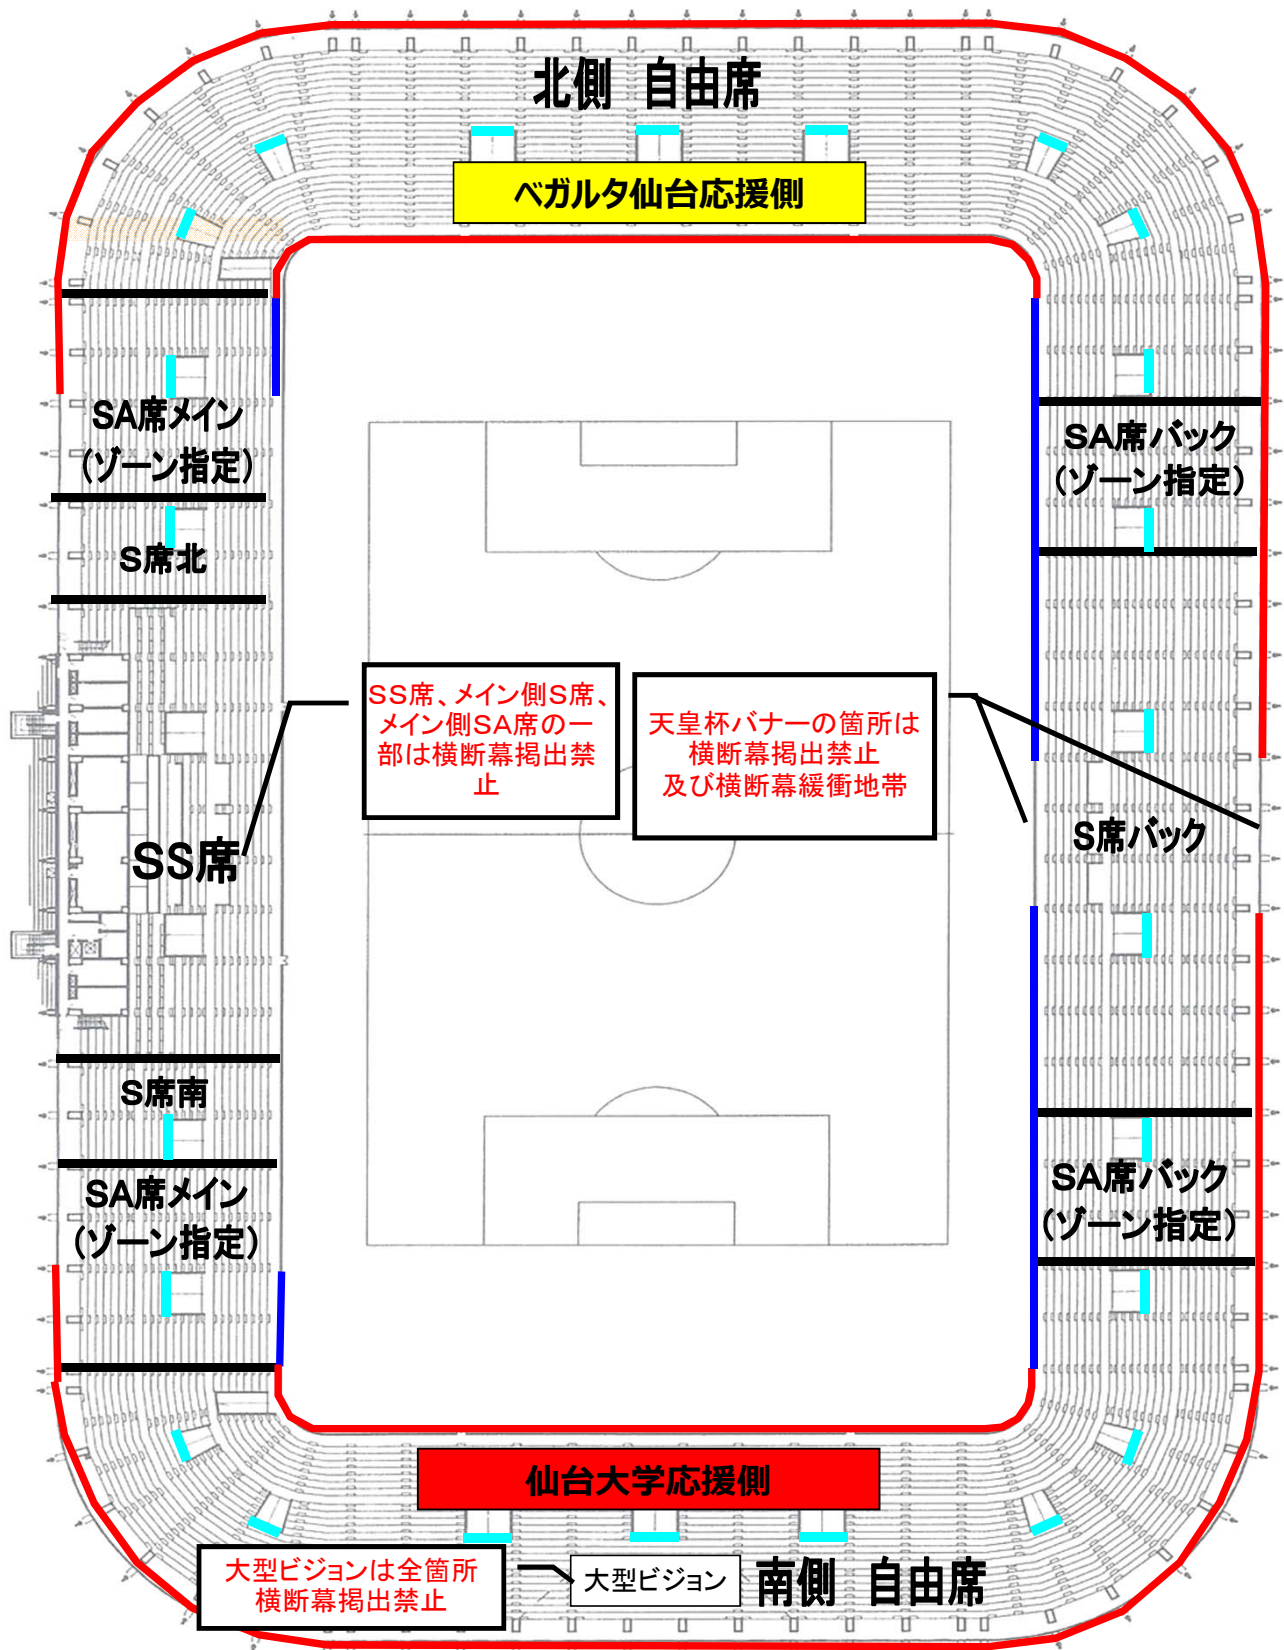 北側 自由席
ベガルタ仙台応援側
SA席メイン
(ゾーン指定)
SA席バック
(ゾーン指定)
S席北
SS席、メイン側S席、
メイン側SA席の一
部は横断幕掲出禁
止
天皇杯バナーの箇所は
横断幕掲出禁止
及び横断幕緩衝地帯
SS席
S席バック
S席南
SA席メイン
(ゾーン指定)
SA席バック
(ゾーン指定)
仙台大学応援側
大型ビジョンは全箇所
横断幕掲出禁止
大型ビジョン
南側 自由席